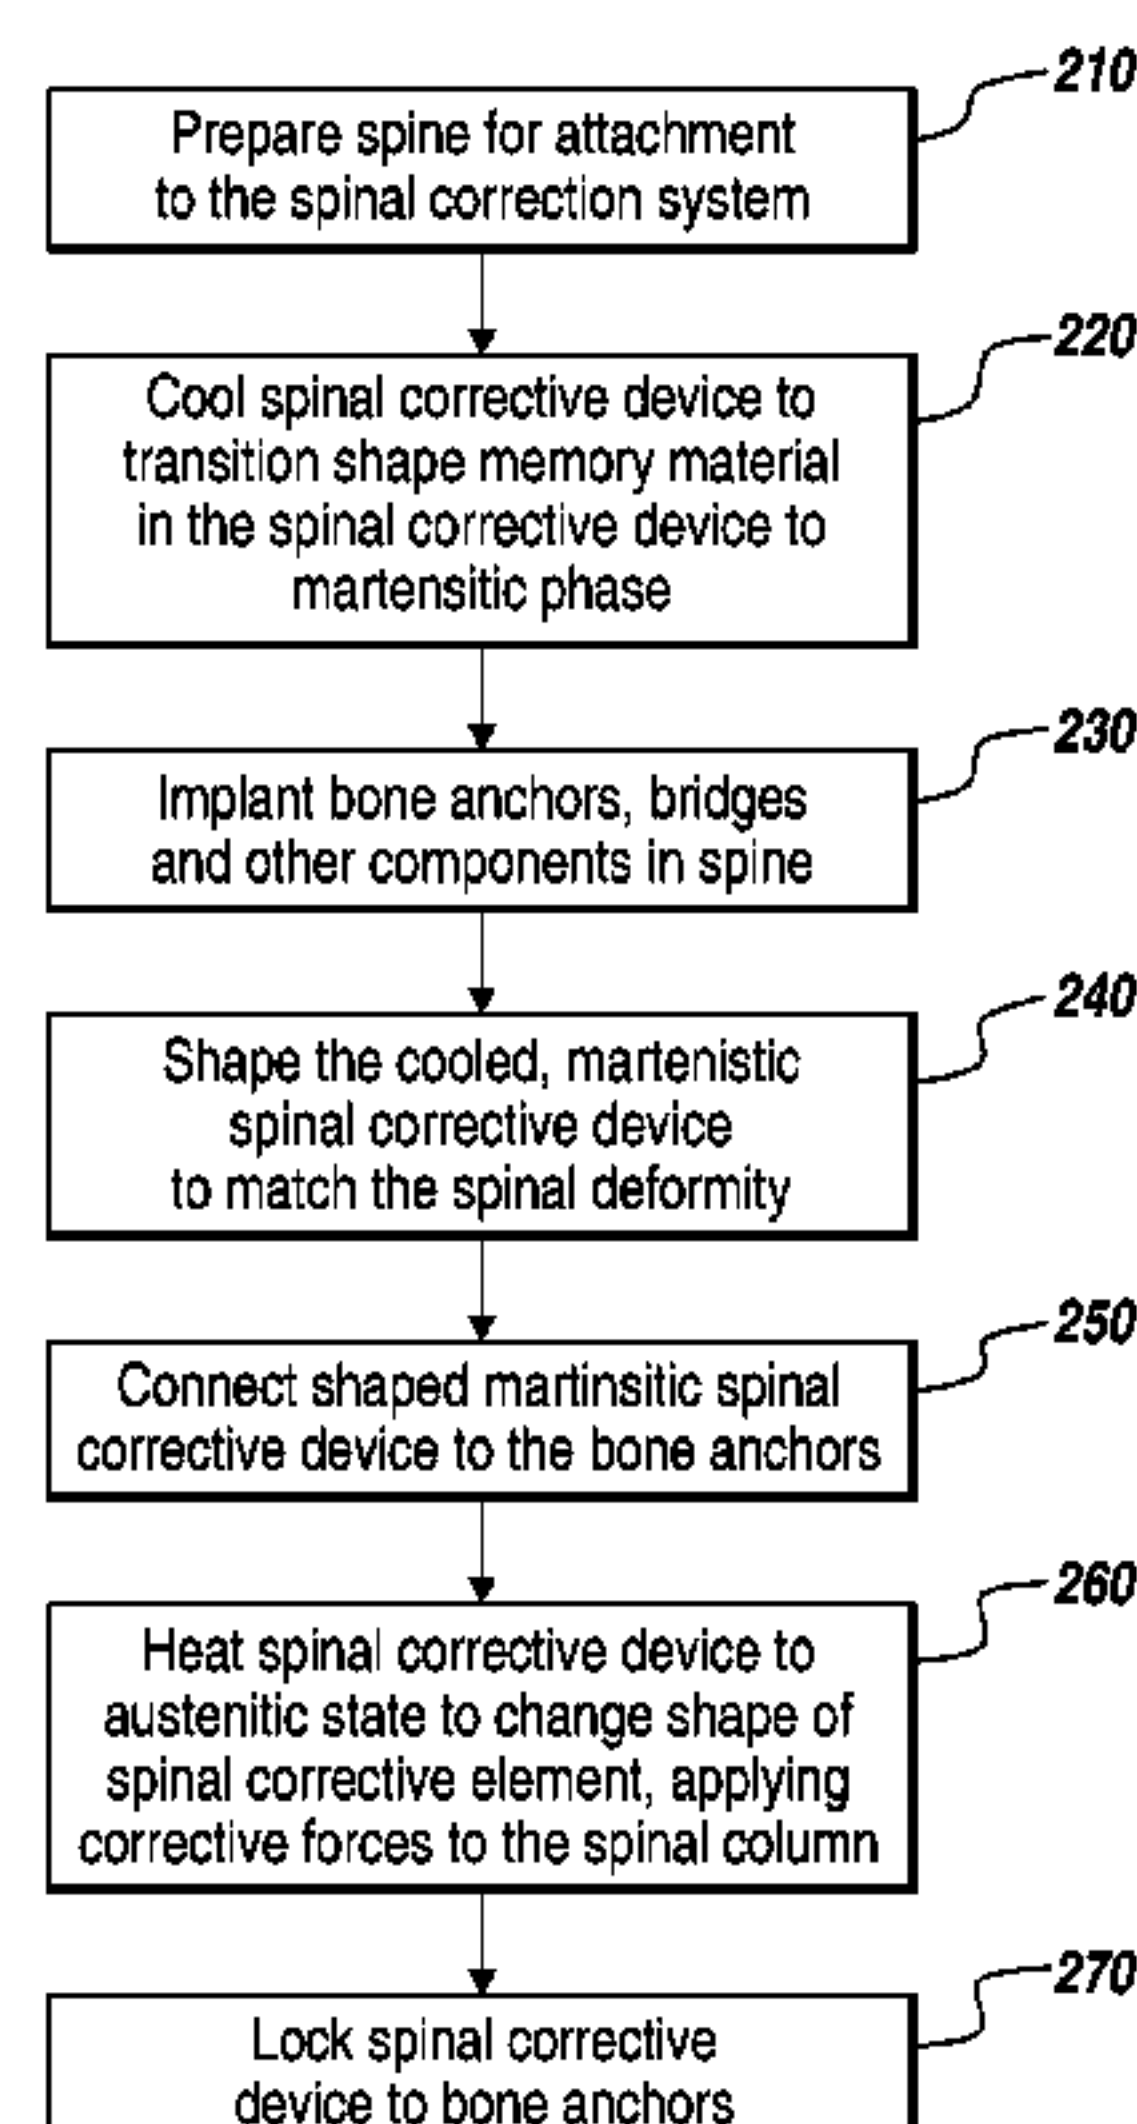 210
Prepare spine for attachment
to the spinal correction system
220
Cool spinal corrective device to
transition shape memory material
in the spinal corrective device to
martensitic phase
230
Implant bone anchors, bridges
and other components in spine
240
Shape the cooled, martenistic
spinal corrective device
to match the spinal deformity
250
Connect shaped martinsitic spinal
corrective device to the bone anchors
260
Heat spinal corrective device to
austenitic state to change shape of
spinal corrective element, applying
corrective forces to the spinal column
270
Lock spinal corrective
device to bone anchors